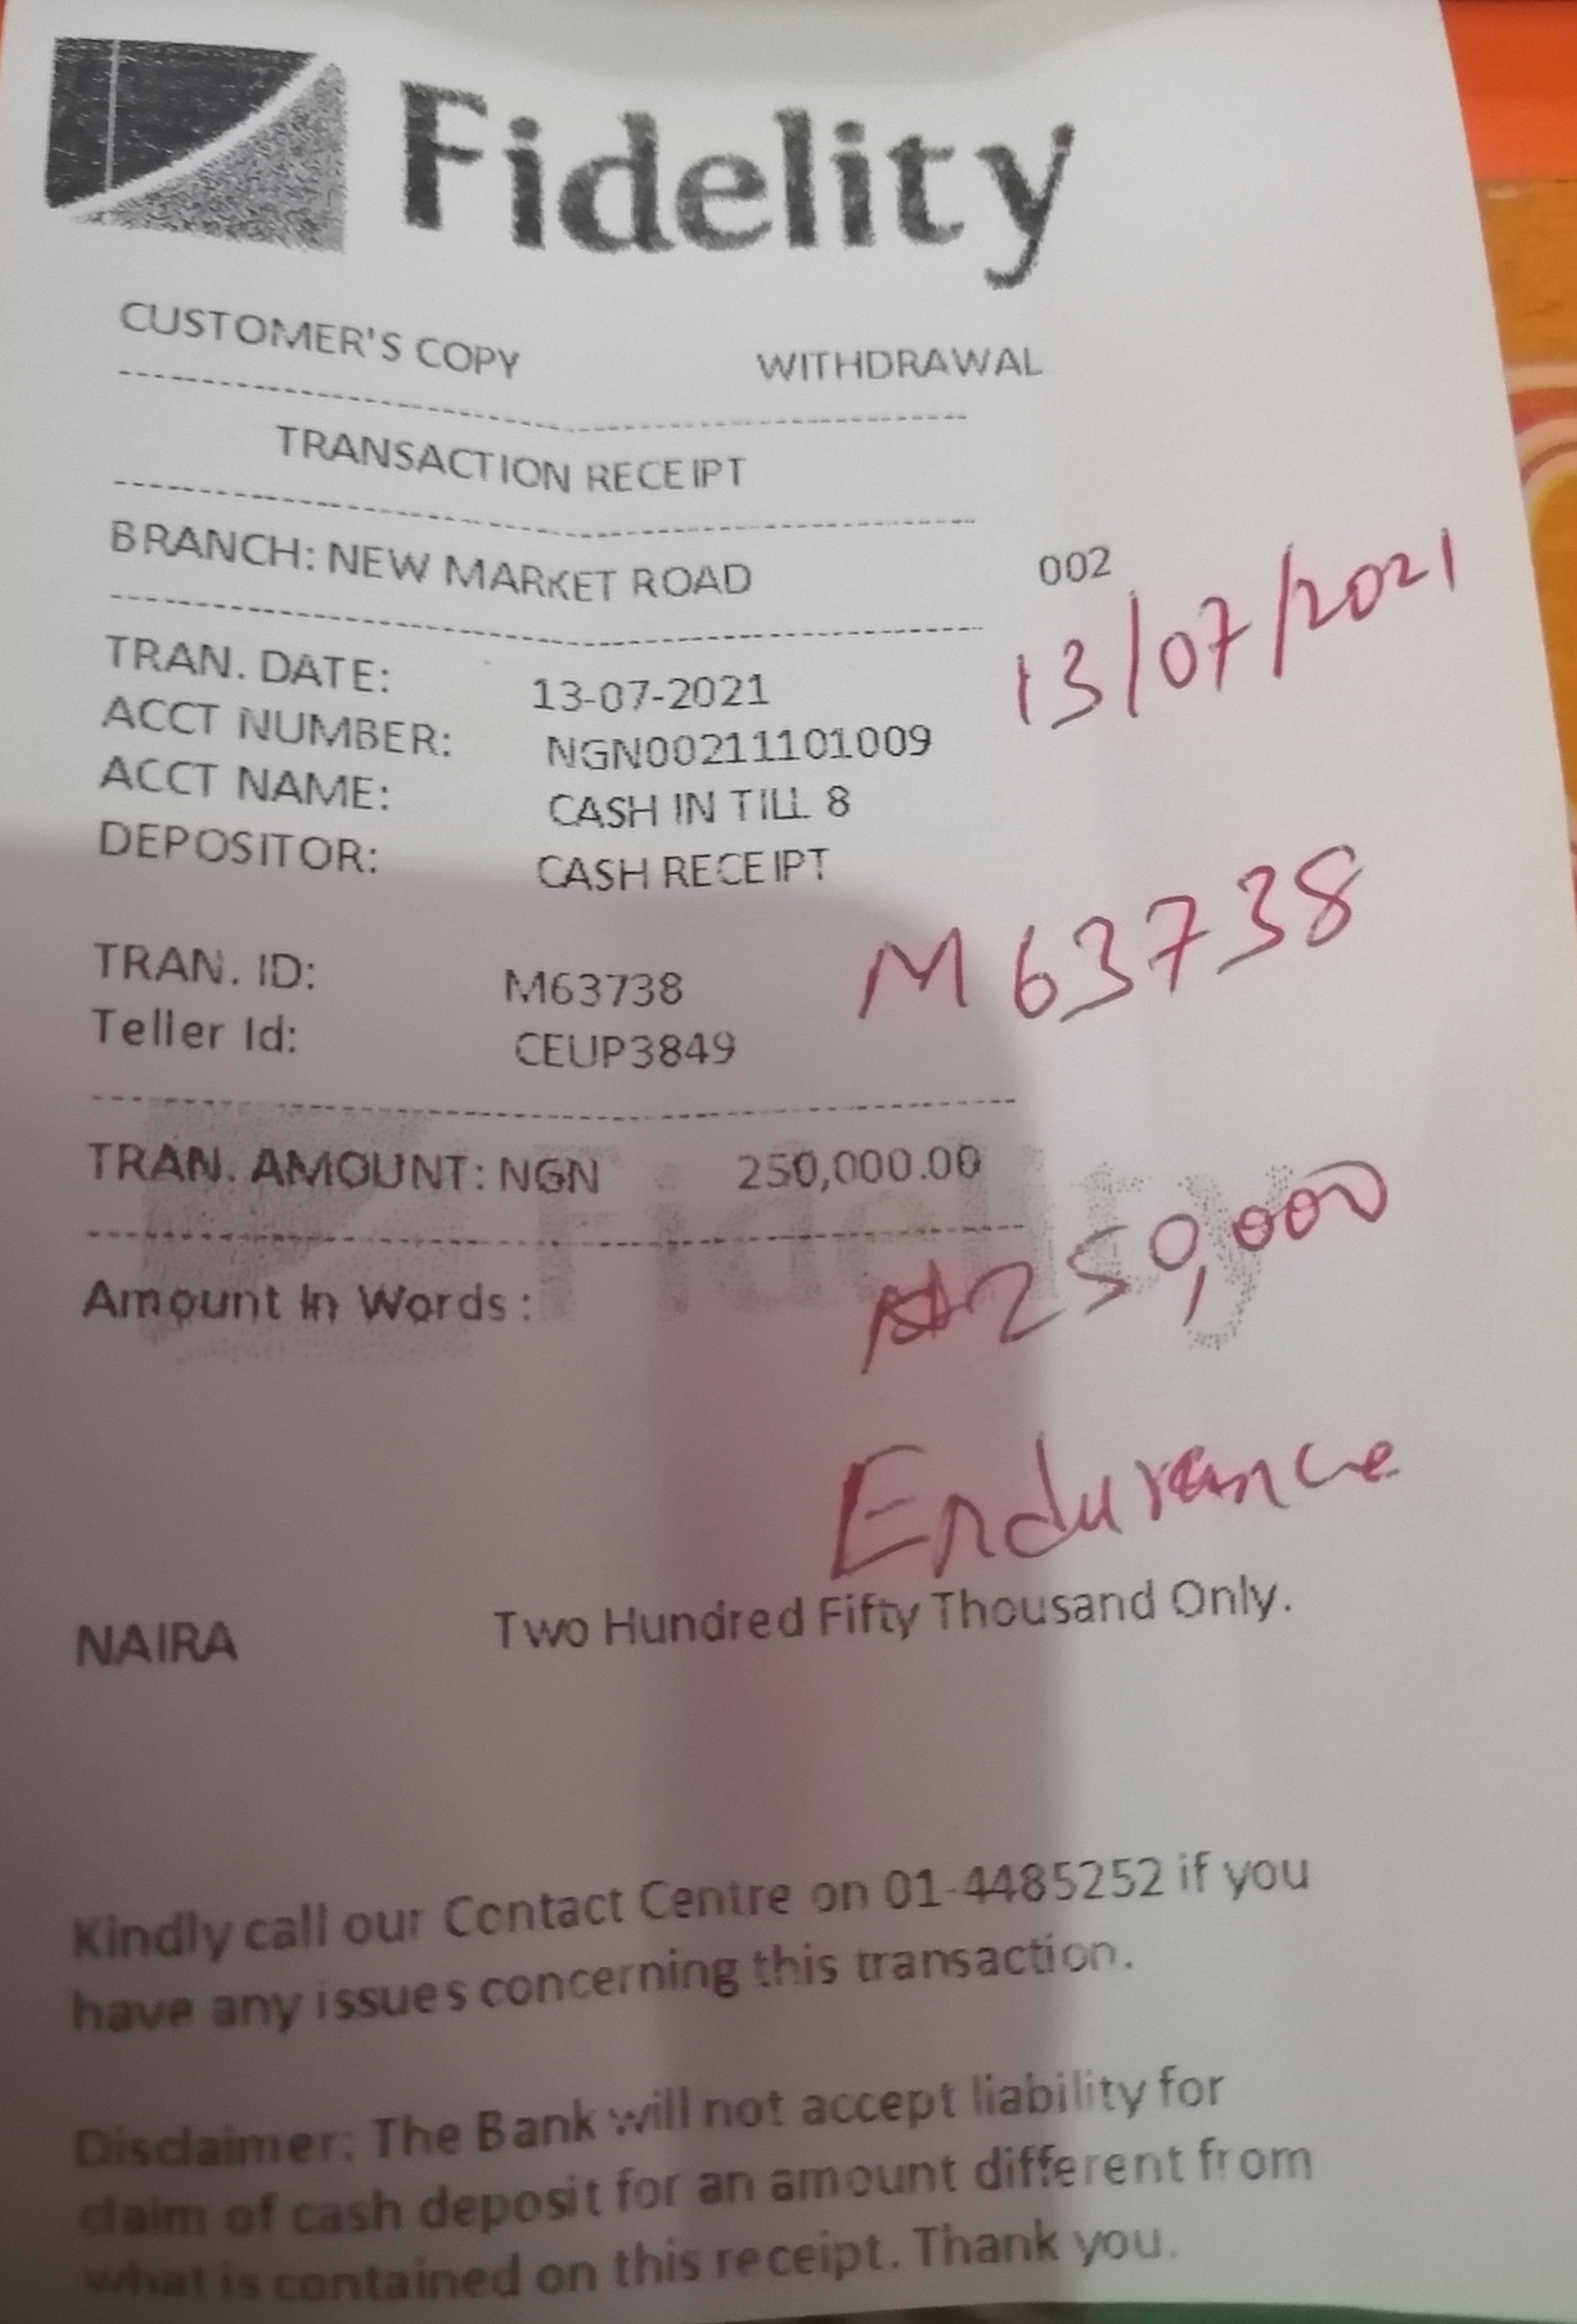 Fidelity
CUSTOMER'S COPY WITHDRAWAL
TRANSACTION RECEIPT
BRANCH: NEW MARKET ROAD 002
13/07/2021
TRAN. DATE: 13-07-2021
ACCT NUMBER: NGN00211101009
ACCT NAME: CASH IN TILL 8
DEPOSITOR: CASH RECEIPT
TRAN. ID: M63738 M63738
Teller Id: CEUP3849
TRAN. AMOUNT: NGN 250,000.00
Fidelity
₦250,000
Amount In Words:
Endurance
NAIRA Two Hundred Fifty Thousand Only.
Kindly call our Contact Centre on 01-4485252 if you
have any issues concerning this transaction.
Disclaimer: The Bank will not accept liability for
claim of cash deposit for an amount different from
what is contained on this receipt. Thank you.